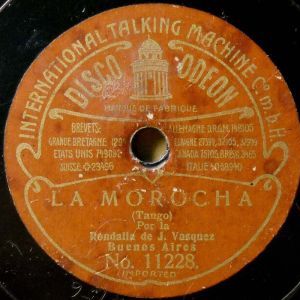 INTERNATIONAL TALKING MACHINE Co m.b.H.
DISCO ODEON
MARQUE DE FABRIQUE
BREVETS: ALLEMAGNE D.R.G.M.
GRANDE BRETAGNE
ETATS UNIS CANADA
SUISSE ITALIE
LA MOROCHA
(Tango)
Por la
Rondalla de J. Vasquez
Buenos Aires
No. 11228.
IMPORTED